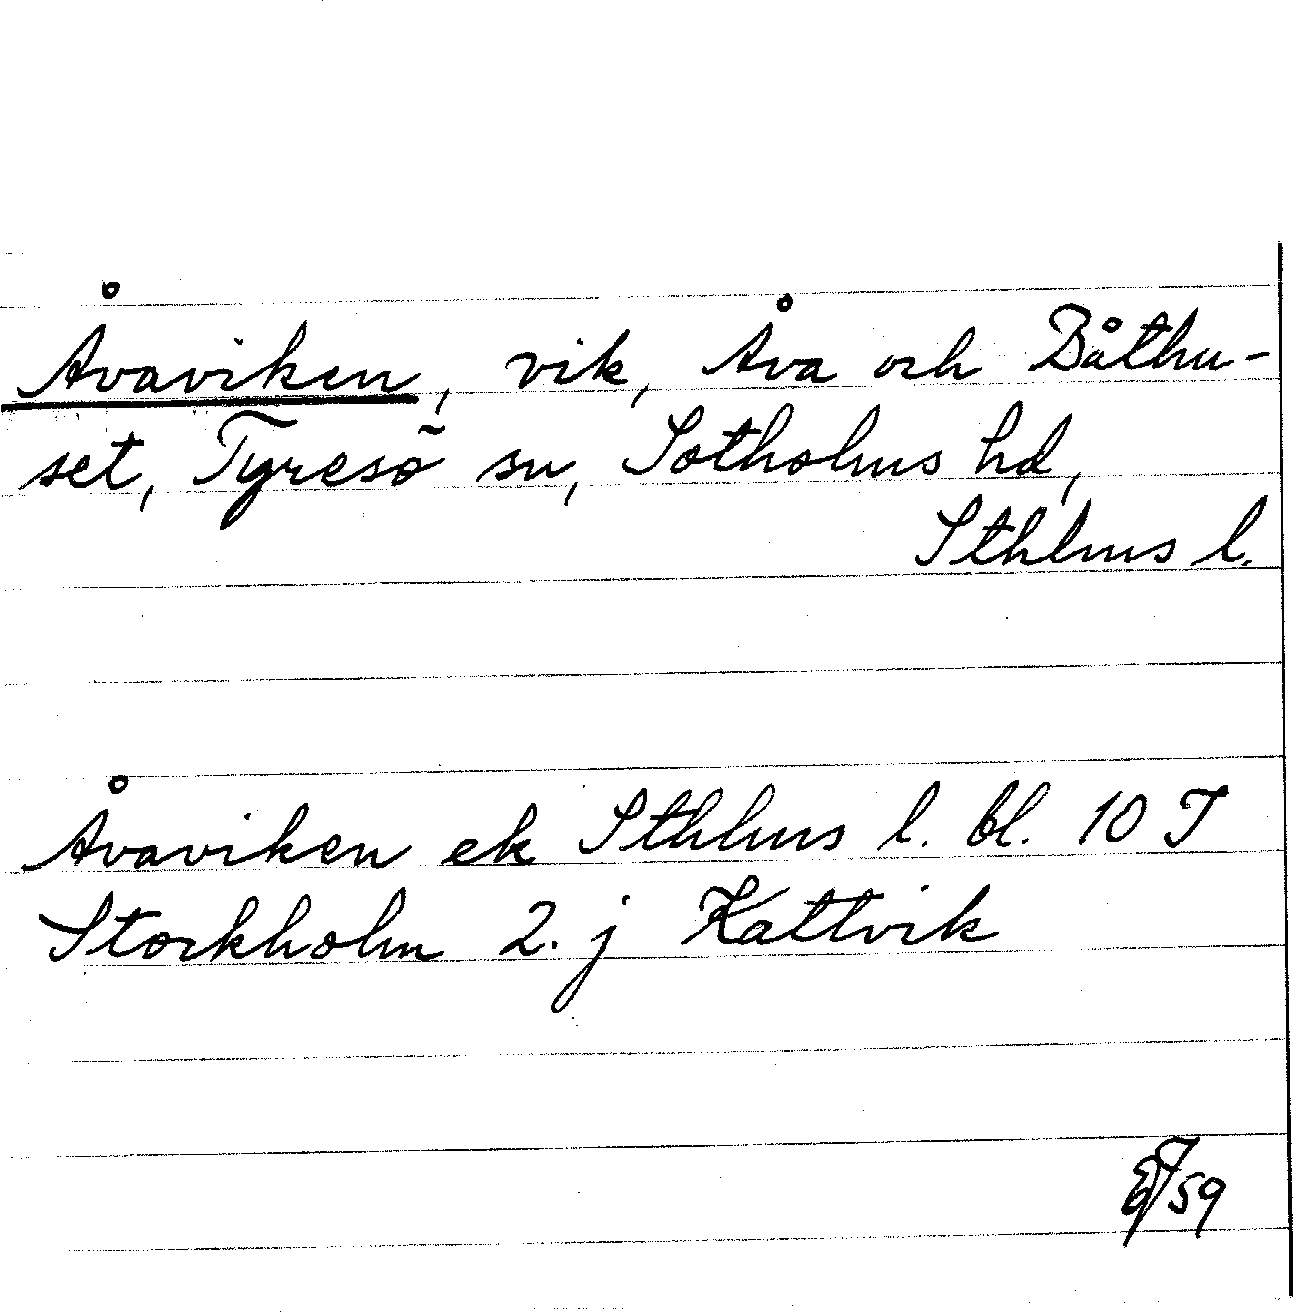 Åvaviken, vik, Åva och Båthu-
set, Tyresö sn, Sotholms hd,
Sthlms l.
Åvaviken ek Sthlms l. bl. 10 I
Stockholm 2. j Kattvik
59